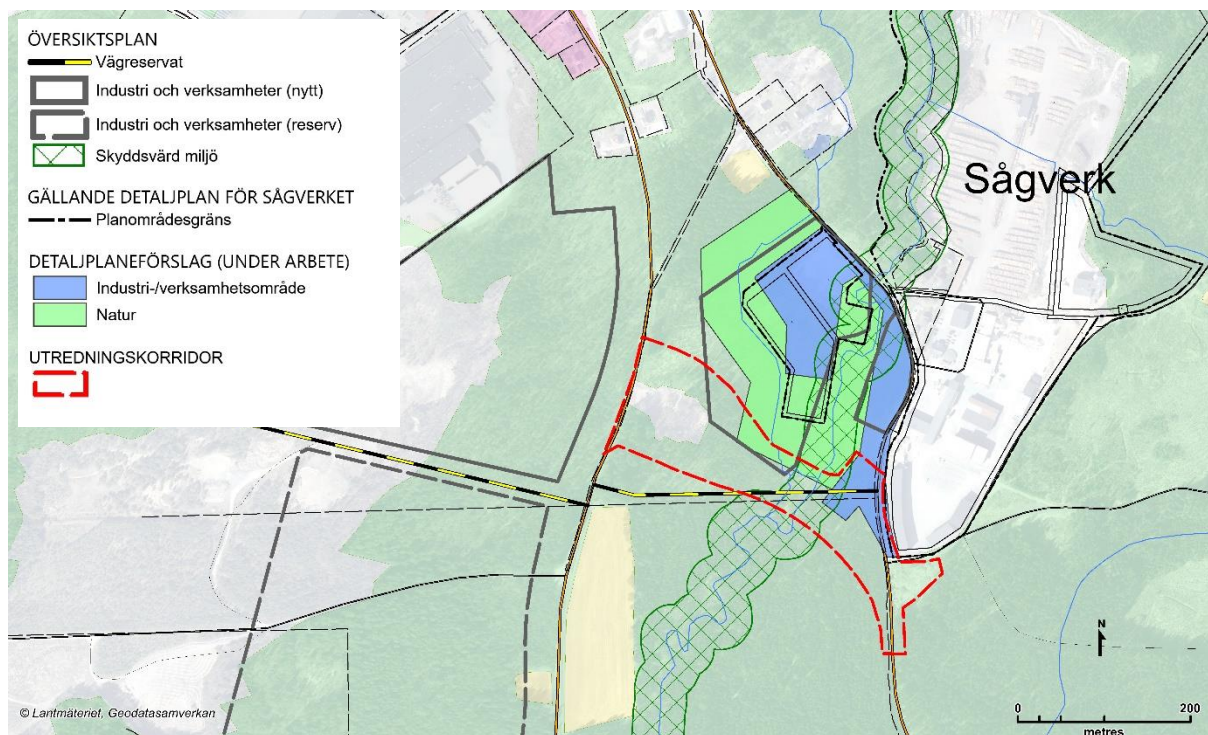 ÖVERSIKTSPLAN
Vägreservat
Industri och verksamheter (nytt)
Industri och verksamheter (reserv)
Skyddsvärd miljö
GÄLLANDE DETALJPLAN FÖR SÅGVERKET
Planområdesgräns
DETALJPLANEFÖRSLAG (UNDER ARBETE)
Industri-/verksamhetsområde
Natur
UTREDNINGSKORRIDOR
Sågverk
N
0 200
metres
© Lantmäteriet, Geodatasamverkan